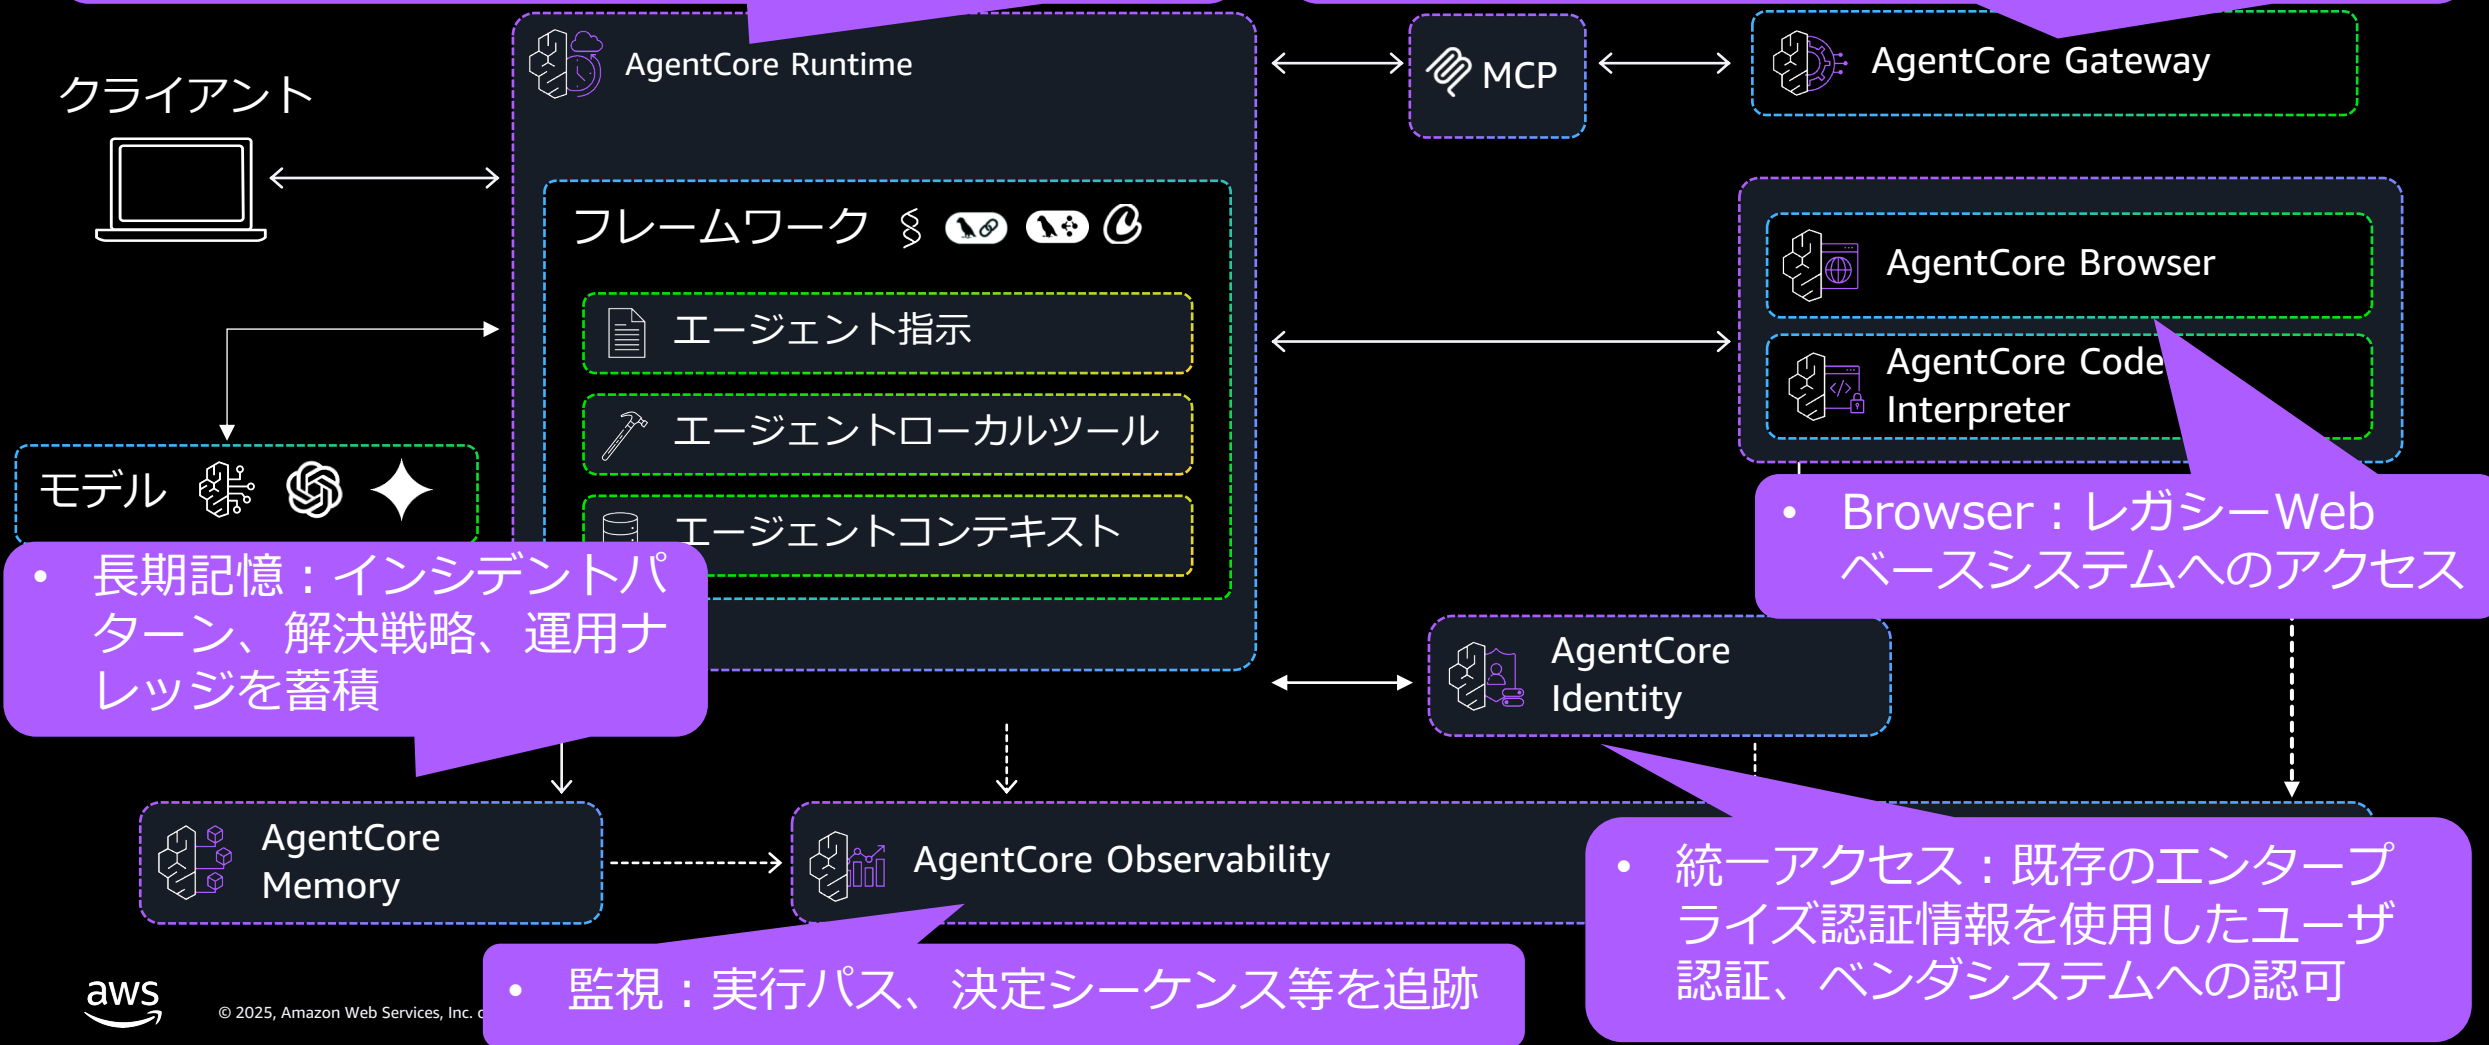 AgentCore Runtime
MCP
AgentCore Gateway
クライアント
フレームワーク
エージェント指示
エージェントローカルツール
エージェントコンテキスト
AgentCore Browser
AgentCore Code
Interpreter
モデル
• Browser：レガシーWeb
ベースシステムへのアクセス
• 長期記憶：インシデントパ
ターン、解決戦略、運用ナ
レッジを蓄積
AgentCore
Identity
AgentCore
Memory
AgentCore Observability
• 統一アクセス：既存のエンタープ
ライズ認証情報を使用したユーザ
認証、ベンダシステムへの認可
• 監視：実行パス、決定シーケンス等を追跡
aws
© 2025, Amazon Web Services, Inc.